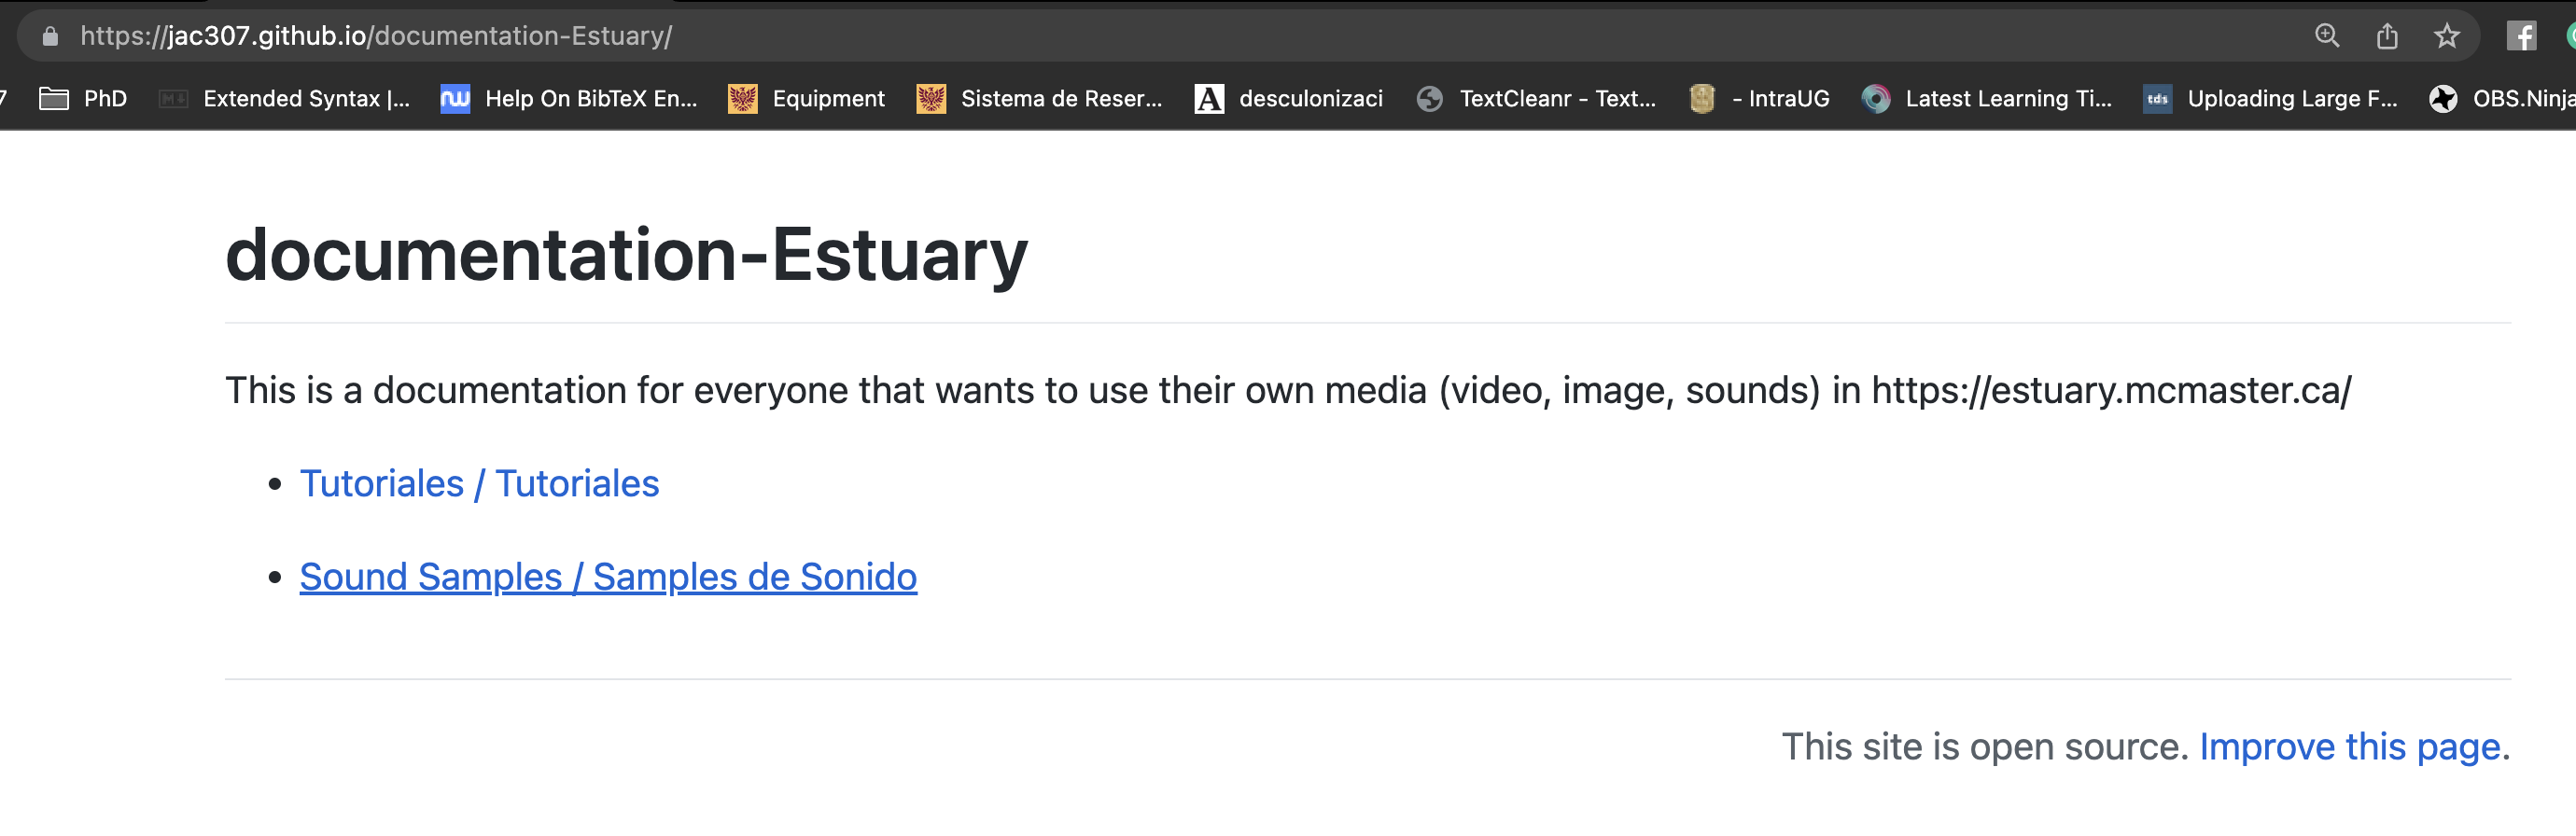 https://jac307.github.io/documentation-Estuary/
PhD Extended Syntax |... Help On BibTeX En... Equipment Sistema de Reser... desculonizaci TextCleanr - Text... - IntraUG Latest Learning Ti... tds Uploading Large F... OBS.Ninja
documentation-Estuary
This is a documentation for everyone that wants to use their own media (video, image, sounds) in https://estuary.mcmaster.ca/
• Tutoriales / Tutoriales
• Sound Samples / Samples de Sonido
This site is open source. Improve this page.